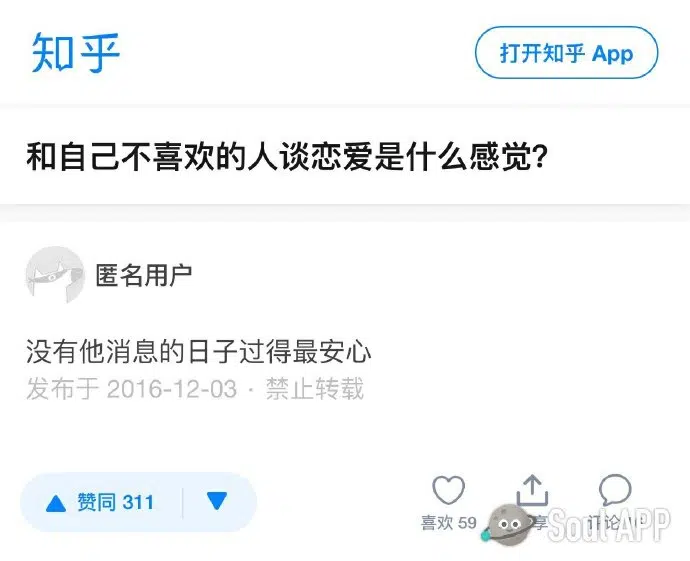 知乎
打开知乎 App
和自己不喜欢的人谈恋爱是什么感觉?
匿名用户
没有他消息的日子过得最安心
发布于 2016-12-03 · 禁止转载
赞同 311
喜欢 59
享
评论
Soul APP